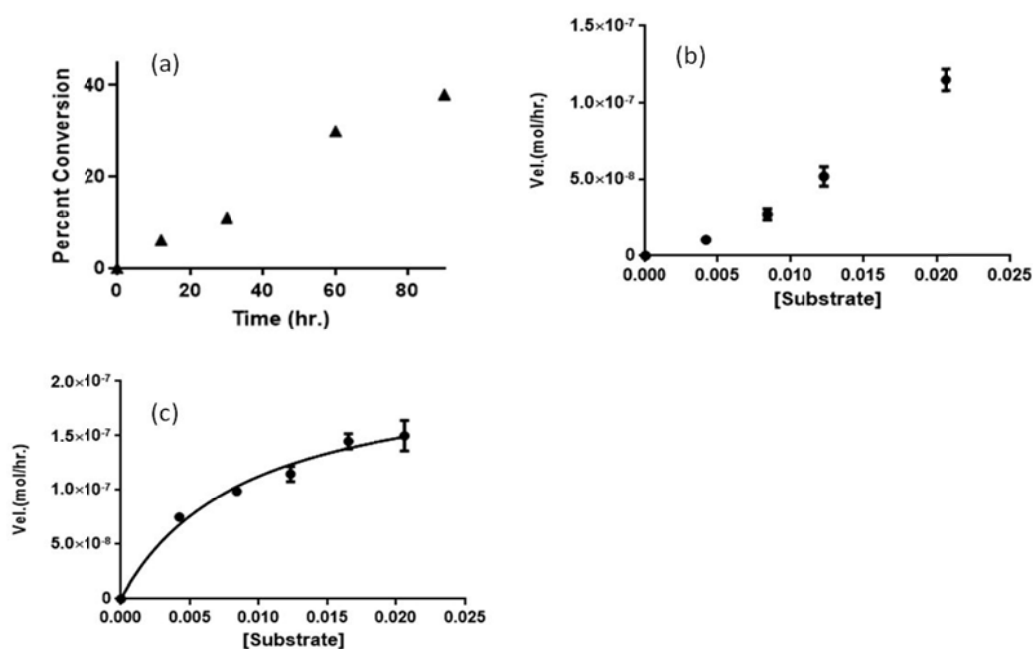 (a)
Percent Conversion
40
20
0
0 20 40 60 80
Time (hr.)
(b)
Vel.(mol/hr.)
1.5×10-7
1.0×10-7
5.0×10-8
0
0.000 0.005 0.010 0.015 0.020 0.025
[Substrate]
(c)
Vel.(mol/hr.)
2.0×10-7
1.5×10-7
1.0×10-7
5.0×10-8
0
0.000 0.005 0.010 0.015 0.020 0.025
[Substrate]